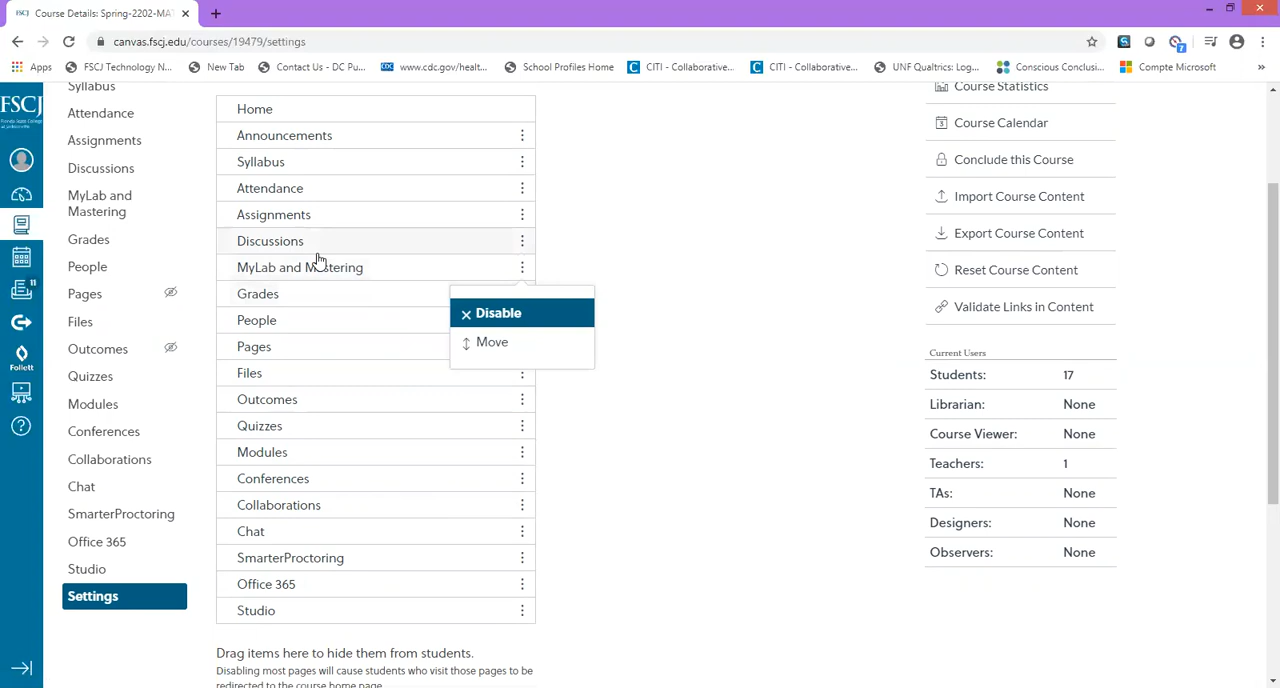 FSCJ Course Details: Spring-2202-MA
canvas.fscj.edu/courses/19479/settings
7
Apps FSCJ Technology N... New Tab Contact Us - DC Pu... CDC www.cdc.gov/healt... School Profiles Home CITI - Collaborative... CITI - Collaborative... UNF Qualtrics: Log... Conscious Conclusi... Compte Microsoft »
FSCJ
11
Follett
Syllabus
Attendance
Assignments
Discussions
MyLab and
Mastering
Grades
People
Pages
Files
Outcomes
Quizzes
Modules
Conferences
Collaborations
Chat
SmarterProctoring
Office 365
Studio
Settings
Home
Announcements
Syllabus
Attendance
Assignments
Discussions
MyLab and Mastering
Grades
People
Pages
Files
Outcomes
Quizzes
Modules
Conferences
Collaborations
Chat
SmarterProctoring
Office 365
Studio
Disable
Move
Drag items here to hide them from students.
Disabling most pages will cause students who visit those pages to be
redirected to the course home page.
Course Statistics
Course Calendar
Conclude this Course
Import Course Content
Export Course Content
Reset Course Content
Validate Links in Content
Current Users
Students: 17
Librarian: None
Course Viewer: None
Teachers: 1
TAs: None
Designers: None
Observers: None